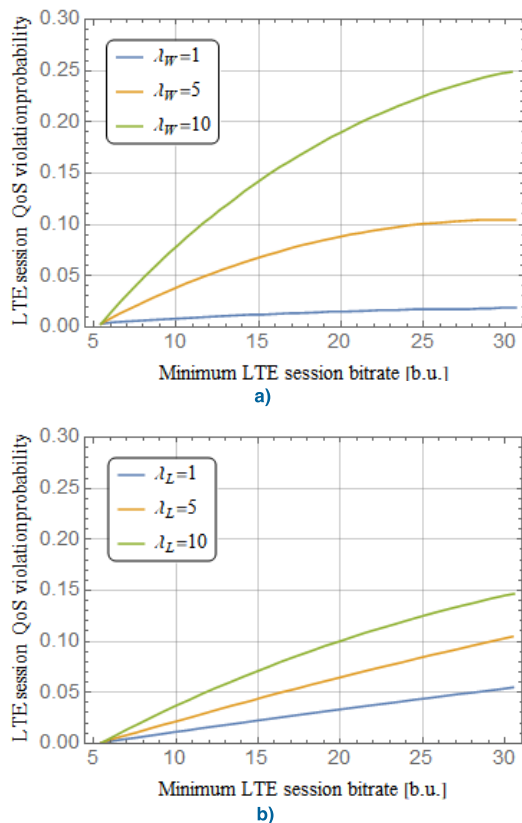 0.30
0.25
0.20
0.15
0.10
0.05
0.00
LTE session QoS violationprobability
λW=1
λW=5
λW=10
5 10 15 20 25 30
Minimum LTE session bitrate [b.u.]
a)
0.30
0.25
0.20
0.15
0.10
0.05
0.00
LTE session QoS violationprobability
λL=1
λL=5
λL=10
5 10 15 20 25 30
Minimum LTE session bitrate [b.u.]
b)